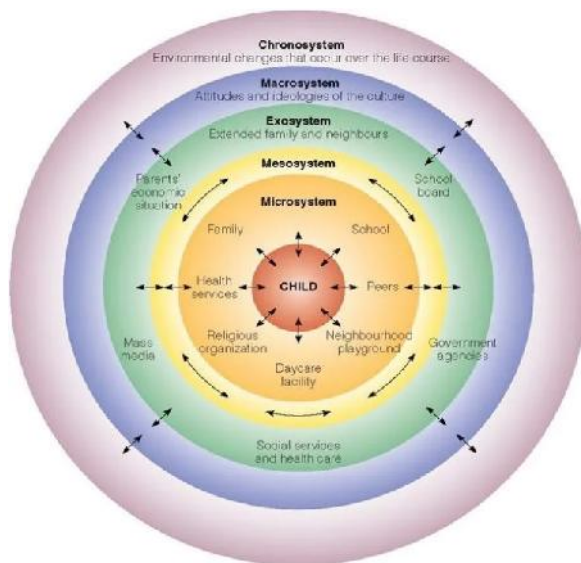 Chronosystem
Environmental changes that occur over the life course
Macrosystem
Attitudes and ideologies of the culture
Exosystem
Extended family and neighbours
Mesosystem
Parents'
economic
situation
School
board
Microsystem
Family
School
Health
services
CHILD
Peers
Religious
organization
Neighbourhood
playground
Daycare
facility
Mass
media
Government
agencies
Social services
and health care